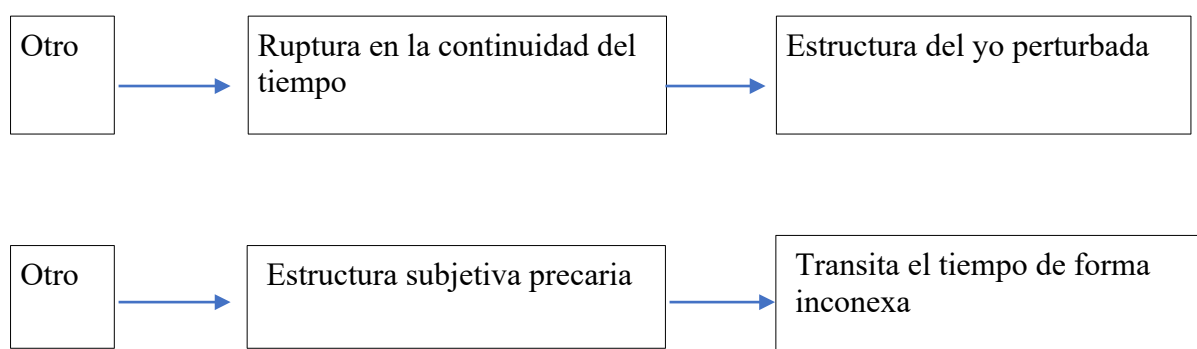 Otro
Ruptura en la continuidad del
tiempo
Estructura del yo perturbada
Otro
Estructura subjetiva precaria
Transita el tiempo de forma
inconexa